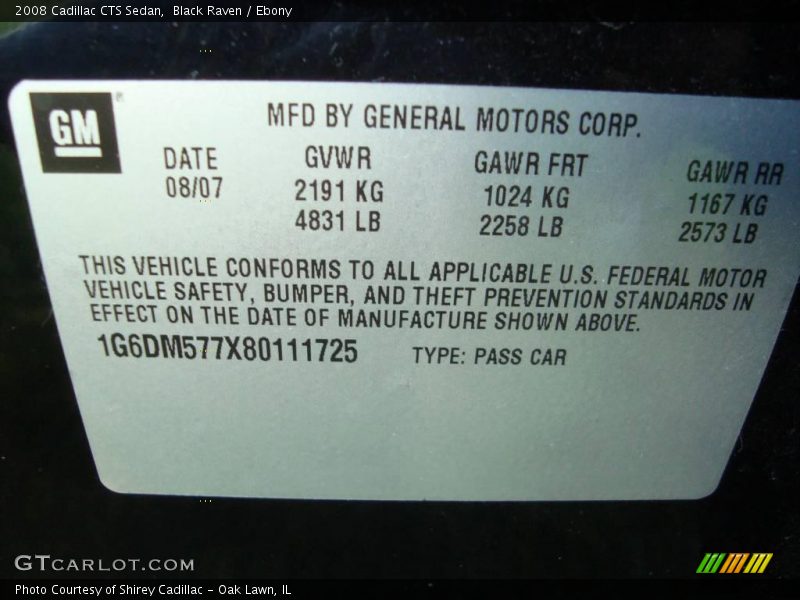 2008 Cadillac CTS Sedan, Black Raven / Ebony
GM
MFD BY GENERAL MOTORS CORP.
DATE GVWR GAWR FRT GAWR RR
08/07 2191 KG 1024 KG 1167 KG
4831 LB 2258 LB 2573 LB
THIS VEHICLE CONFORMS TO ALL APPLICABLE U.S. FEDERAL MOTOR
VEHICLE SAFETY, BUMPER, AND THEFT PREVENTION STANDARDS IN
EFFECT ON THE DATE OF MANUFACTURE SHOWN ABOVE.
1G6DM577X80111725 TYPE: PASS CAR
GTCARLOT.COM
Photo Courtesy of Shirey Cadillac - Oak Lawn, IL